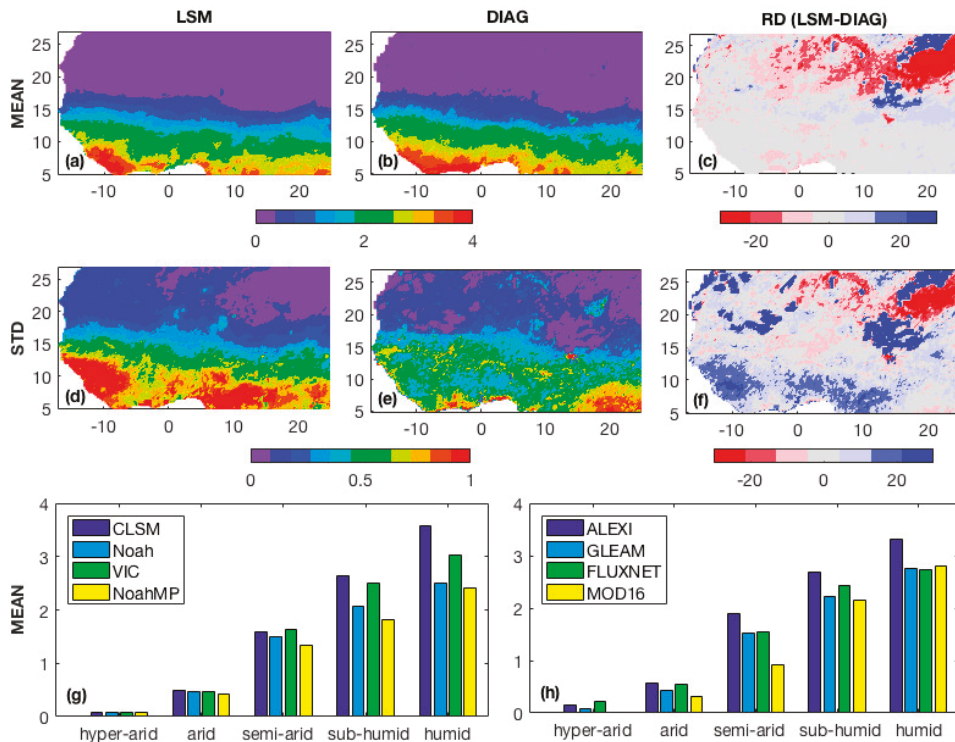 LSM DIAG RD (LSM-DIAG)
MEAN
25
20
15
10
5
(a)
-10 0 10 20
25
20
15
10
5
(b)
-10 0 10 20
25
20
15
10
5
(c)
-10 0 10 20
0 2 4
-20 0 20
STD
25
20
15
10
5
(d)
-10 0 10 20
25
20
15
10
5
(e)
-10 0 10 20
25
20
15
10
5
(f)
-10 0 10 20
0 0.5 1
-20 0 20
MEAN
4
3
2
1
0
CLSM
Noah
VIC
NoahMP
(g)
hyper-arid arid semi-arid sub-humid humid
4
3
2
1
0
ALEXI
GLEAM
FLUXNET
MOD16
(h)
hyper-arid arid semi-arid sub-humid humid